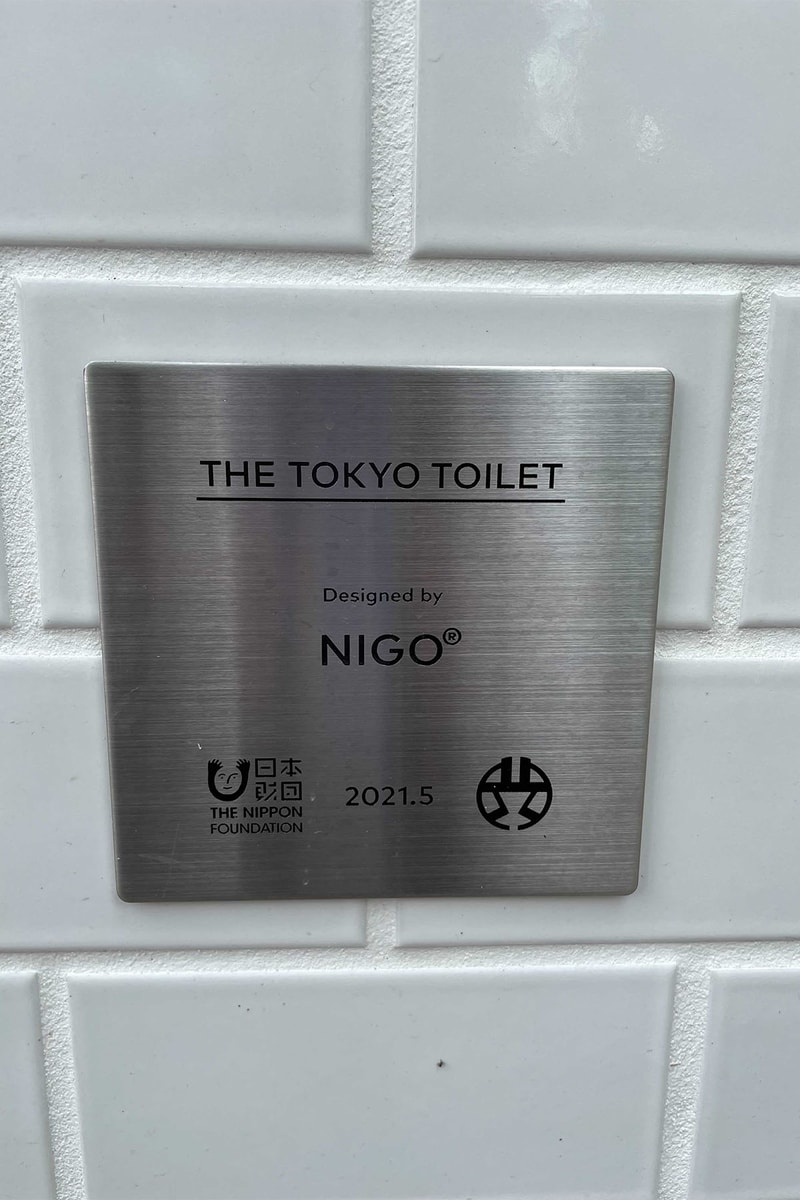 THE TOKYO TOILET
Designed by
NIGO®
日本
財団
THE NIPPON
FOUNDATION
2021.5